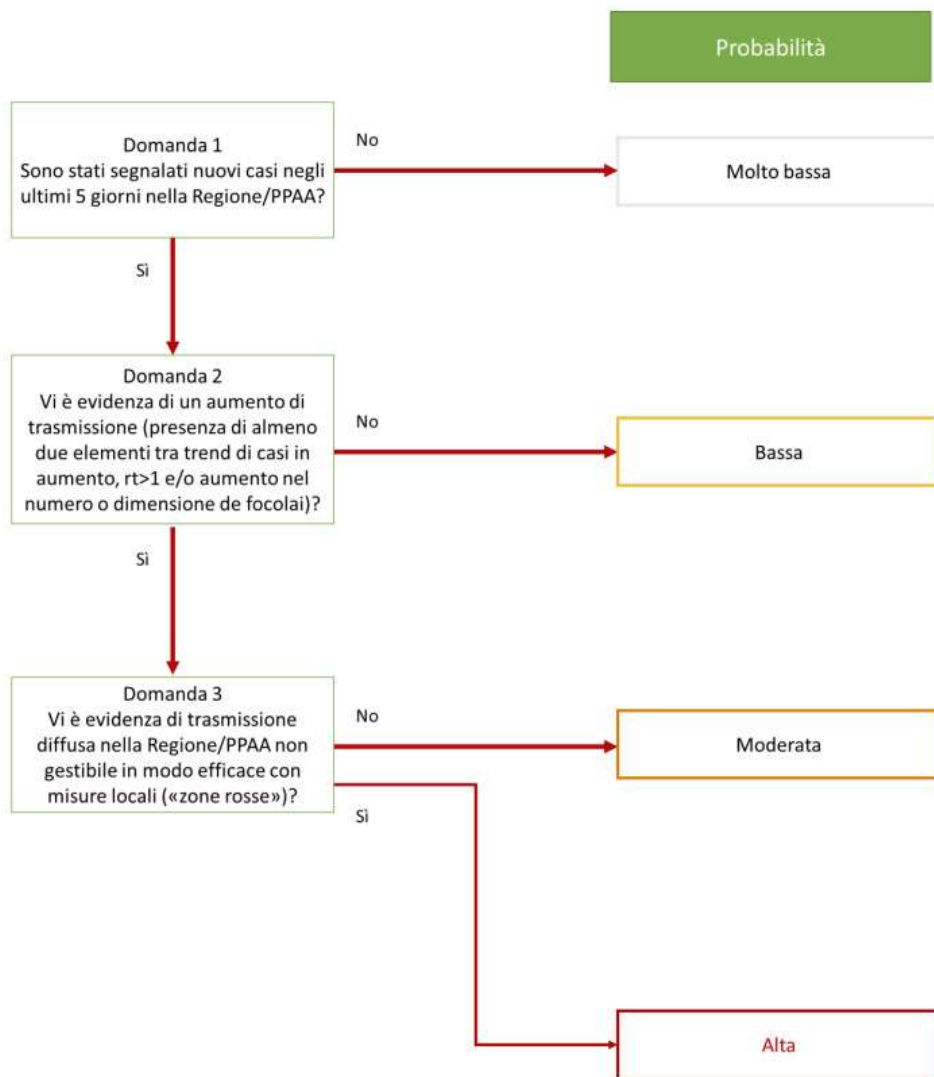 Probabilità
Domanda 1
Sono stati segnalati nuovi casi negli
ultimi 5 giorni nella Regione/PPAA?
No
Molto bassa
Sì
Domanda 2
Vi è evidenza di un aumento di
trasmissione (presenza di almeno
due elementi tra trend di casi in
aumento, rt>1 e/o aumento nel
numero o dimensione de focolai)?
No
Bassa
Sì
Domanda 3
Vi è evidenza di trasmissione
diffusa nella Regione/PPAA non
gestibile in modo efficace con
misure locali («zone rosse»)?
No
Moderata
Sì
Alta